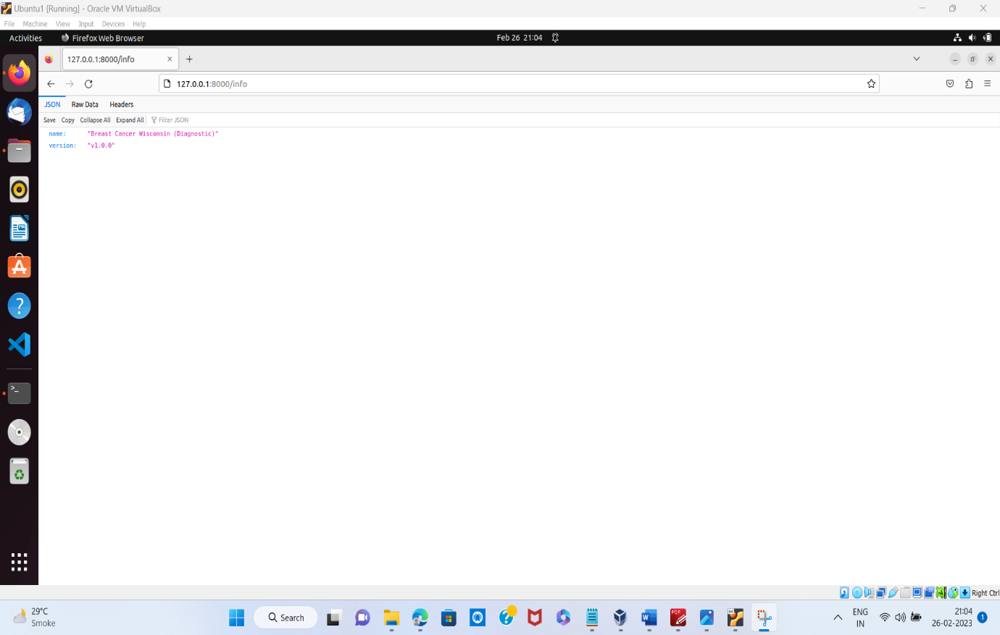 Ubuntu1 [Running] - Oracle VM VirtualBox
File Machine View Input Devices Help
Activities Firefox Web Browser Feb 26 21:04
127.0.0.1:8000/info
127.0.0.1:8000/info
JSON Raw Data Headers
Save Copy Collapse All Expand All Filter JSON
name: "Breast Cancer Wisconsin (Diagnostic)"
version: "v1.0.0"
Right Ctrl
29°C
Smoke
Search
PDF
ENG
IN
21:04
26-02-2023
1